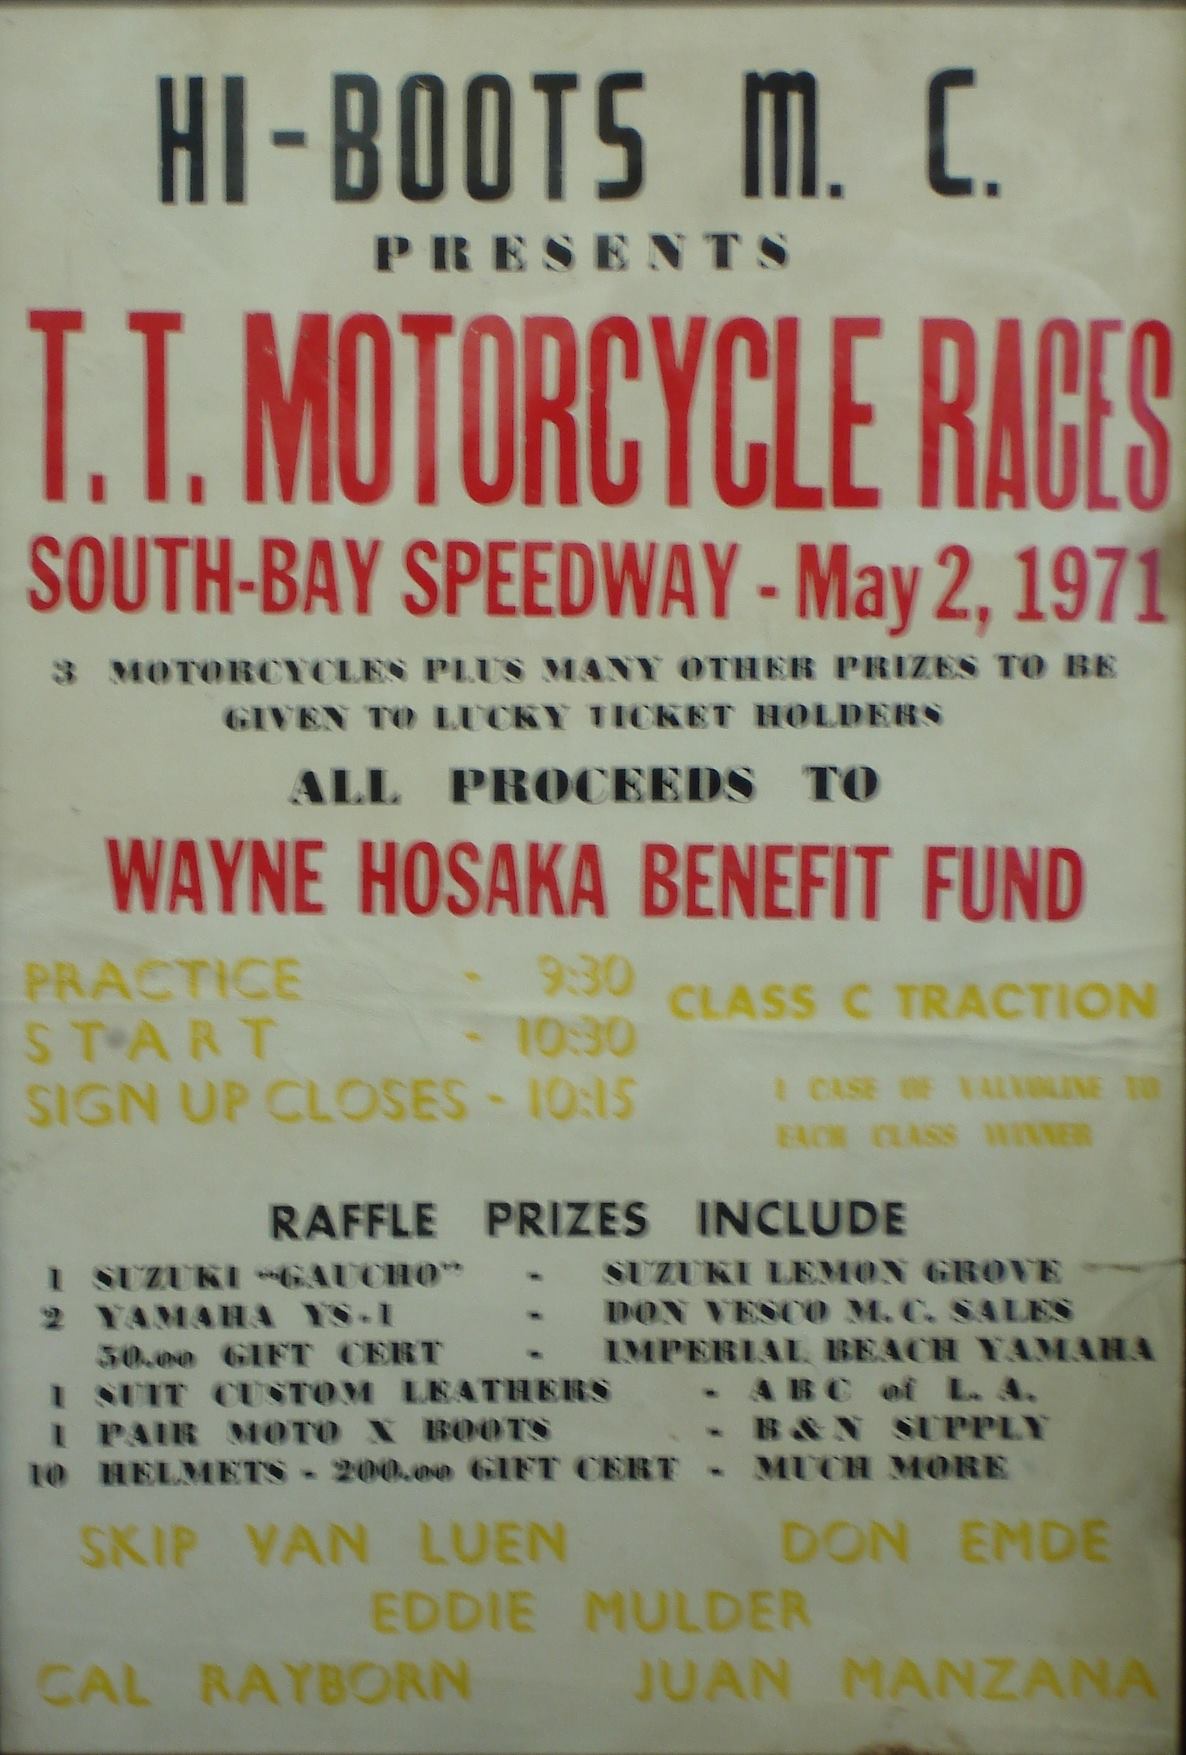 HI-BOOTS M. C.
PRESENTS
T.T. MOTORCYCLE RACES
SOUTH-BAY SPEEDWAY - May 2, 1971
3 MOTORCYCLES PLUS MANY OTHER PRIZES TO BE
GIVEN TO LUCKY TICKET HOLDERS
ALL PROCEEDS TO
WAYNE HOSAKA BENEFIT FUND
PRACTICE - 9:30
START - 10:30
SIGN UP CLOSES - 10:15
CLASS C TRACTION
1 CASE OF VALVOLINE TO
EACH CLASS WINNER
RAFFLE PRIZES INCLUDE
1 SUZUKI "GAUCHO" - SUZUKI LEMON GROVE
2 YAMAHA YS-1 - DON VESCO M.C. SALES
50.00 GIFT CERT - IMPERIAL BEACH YAMAHA
1 SUIT CUSTOM LEATHERS - ABC of L.A.
1 PAIR MOTO X BOOTS - B&N SUPPLY
10 HELMETS - 200.00 GIFT CERT - MUCH MORE
SKIP VAN LUEN DON EMDE
EDDIE MULDER
CAL RAYBORN JUAN MANZANA